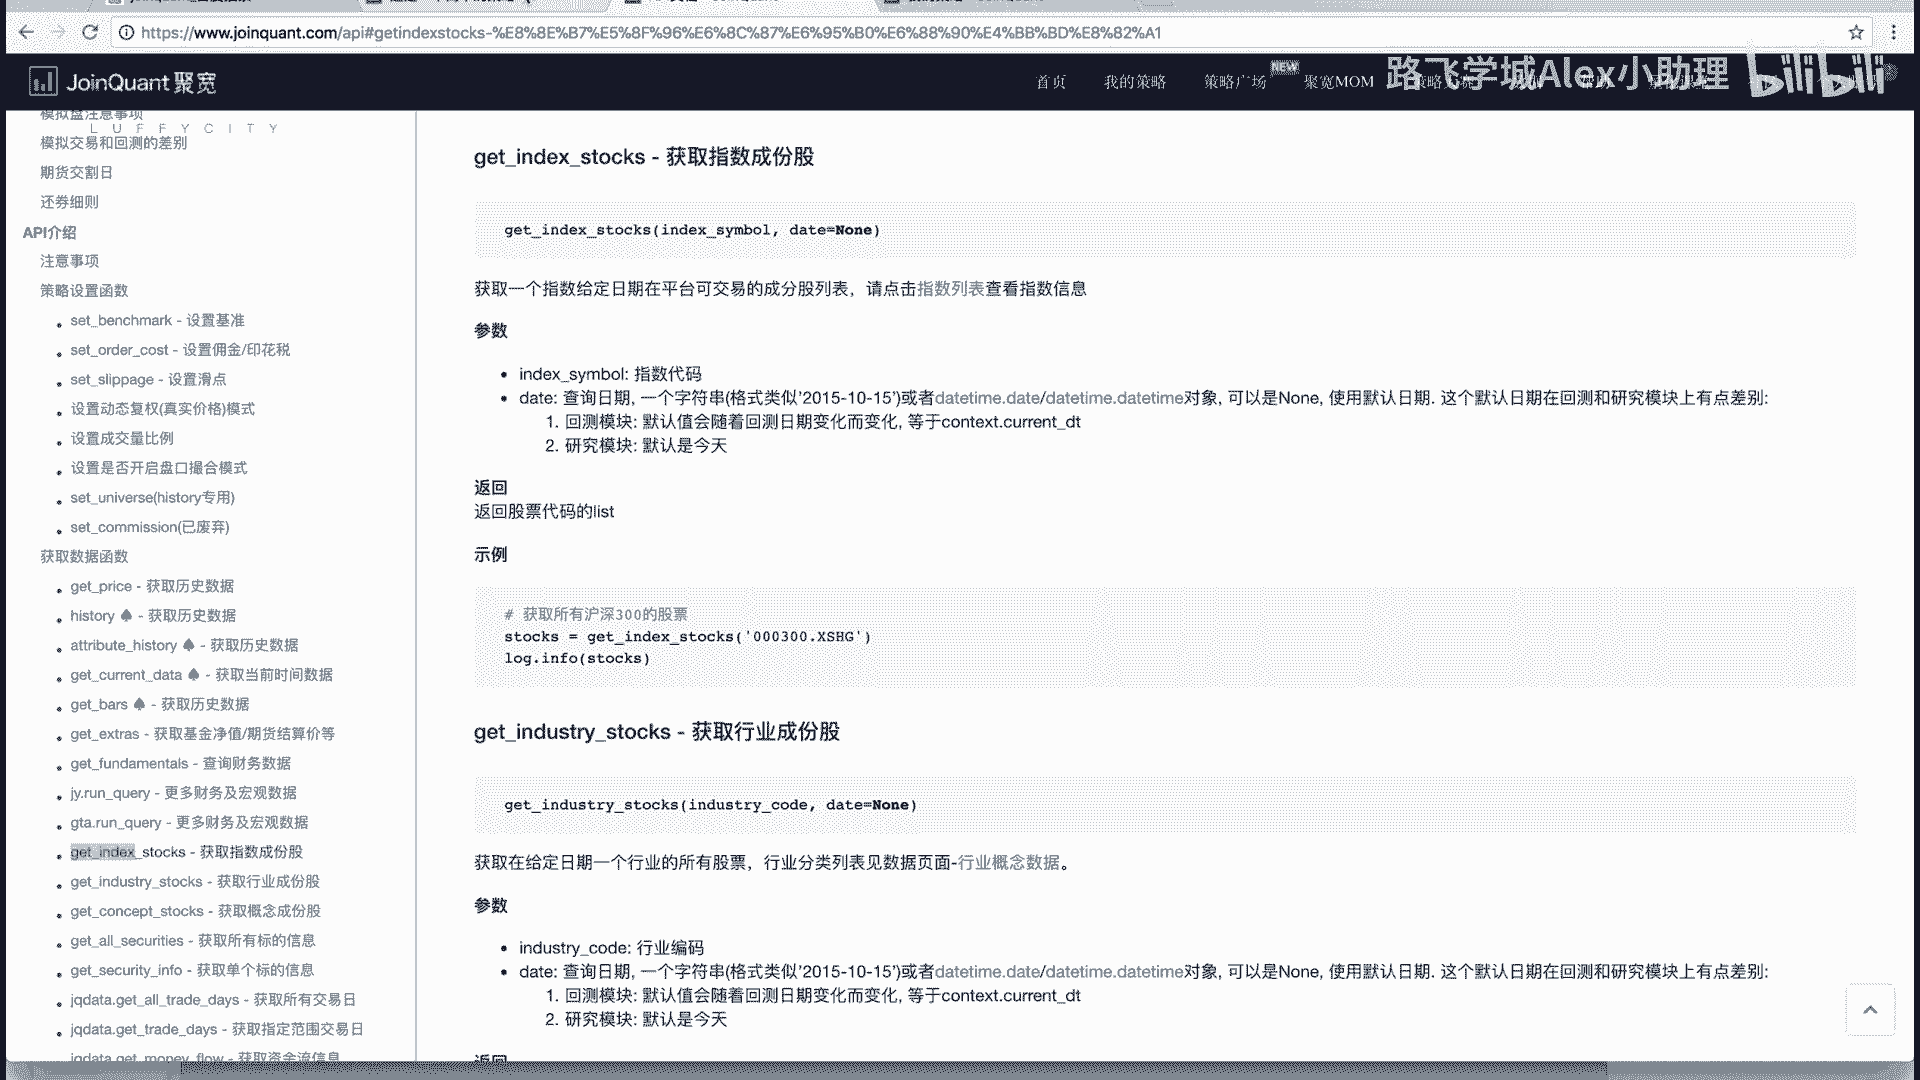 https://www.joinquant.com/api#getindexstocks-%E8%8E%B7%E5%8F%96%E6%8C%87%E6%95%B0%E6%88%90%E4%BB%BD%E8%82%A1
JoinQuant 聚宽
首页
我的策略
策略广场
NEW
聚宽MOM
路飞学城Alex小助理
bilibili
模拟盘注意事项
LUFFYCITY
模拟交易和回测的差别
期货交割日
还券细则
API介绍
注意事项
策略设置函数
set_benchmark - 设置基准
set_order_cost - 设置佣金/印花税
set_slippage - 设置滑点
设置动态复权(真实价格)模式
设置成交量比例
设置是否开启盘口撮合模式
set_universe(history专用)
set_commission(已废弃)
获取数据函数
get_price - 获取历史数据
history ♠ - 获取历史数据
attribute_history ♠ - 获取历史数据
get_current_data ♠ - 获取当前时间数据
get_bars ♠ - 获取历史数据
get_extras - 获取基金净值/期货结算价等
get_fundamentals - 查询财务数据
jy.run_query - 更多财务及宏观数据
gta.run_query - 更多财务及宏观数据
get_index_stocks - 获取指数成份股
get_industry_stocks - 获取行业成份股
get_concept_stocks - 获取概念成份股
get_all_securities - 获取所有标的信息
get_security_info - 获取单个标的信息
jqdata.get_all_trade_days - 获取所有交易日
jqdata.get_trade_days - 获取指定范围交易日
jqdata.get_money_flow - 获取资金流信息
get_index_stocks - 获取指数成份股
get_index_stocks(index_symbol, date=None)
获取一个指数给定日期在平台可交易的成分股列表，请点击指数列表查看指数信息
参数
index_symbol: 指数代码
date: 查询日期, 一个字符串(格式类似'2015-10-15')或者datetime.date/datetime.datetime对象, 可以是None, 使用默认日期. 这个默认日期在回测和研究模块上有点差别:
1. 回测模块: 默认值会随着回测日期变化而变化, 等于context.current_dt
2. 研究模块: 默认是今天
返回
返回股票代码的list
示例
# 获取所有沪深300的股票
stocks = get_index_stocks('000300.XSHG')
log.info(stocks)
get_industry_stocks - 获取行业成份股
get_industry_stocks(industry_code, date=None)
获取在给定日期一个行业的所有股票，行业分类列表见数据页面-行业概念数据。
参数
industry_code: 行业编码
date: 查询日期, 一个字符串(格式类似'2015-10-15')或者datetime.date/datetime.datetime对象, 可以是None, 使用默认日期. 这个默认日期在回测和研究模块上有点差别:
1. 回测模块: 默认值会随着回测日期变化而变化, 等于context.current_dt
2. 研究模块: 默认是今天
返回